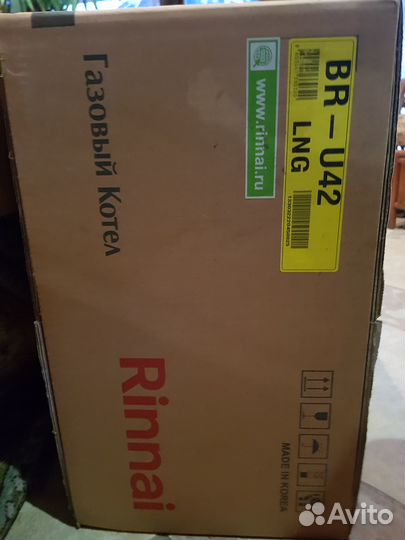 Газовый Котел
www.rinnai.ru
BR-U42
LNG
Rinnai
MADE IN KOREA
Avito